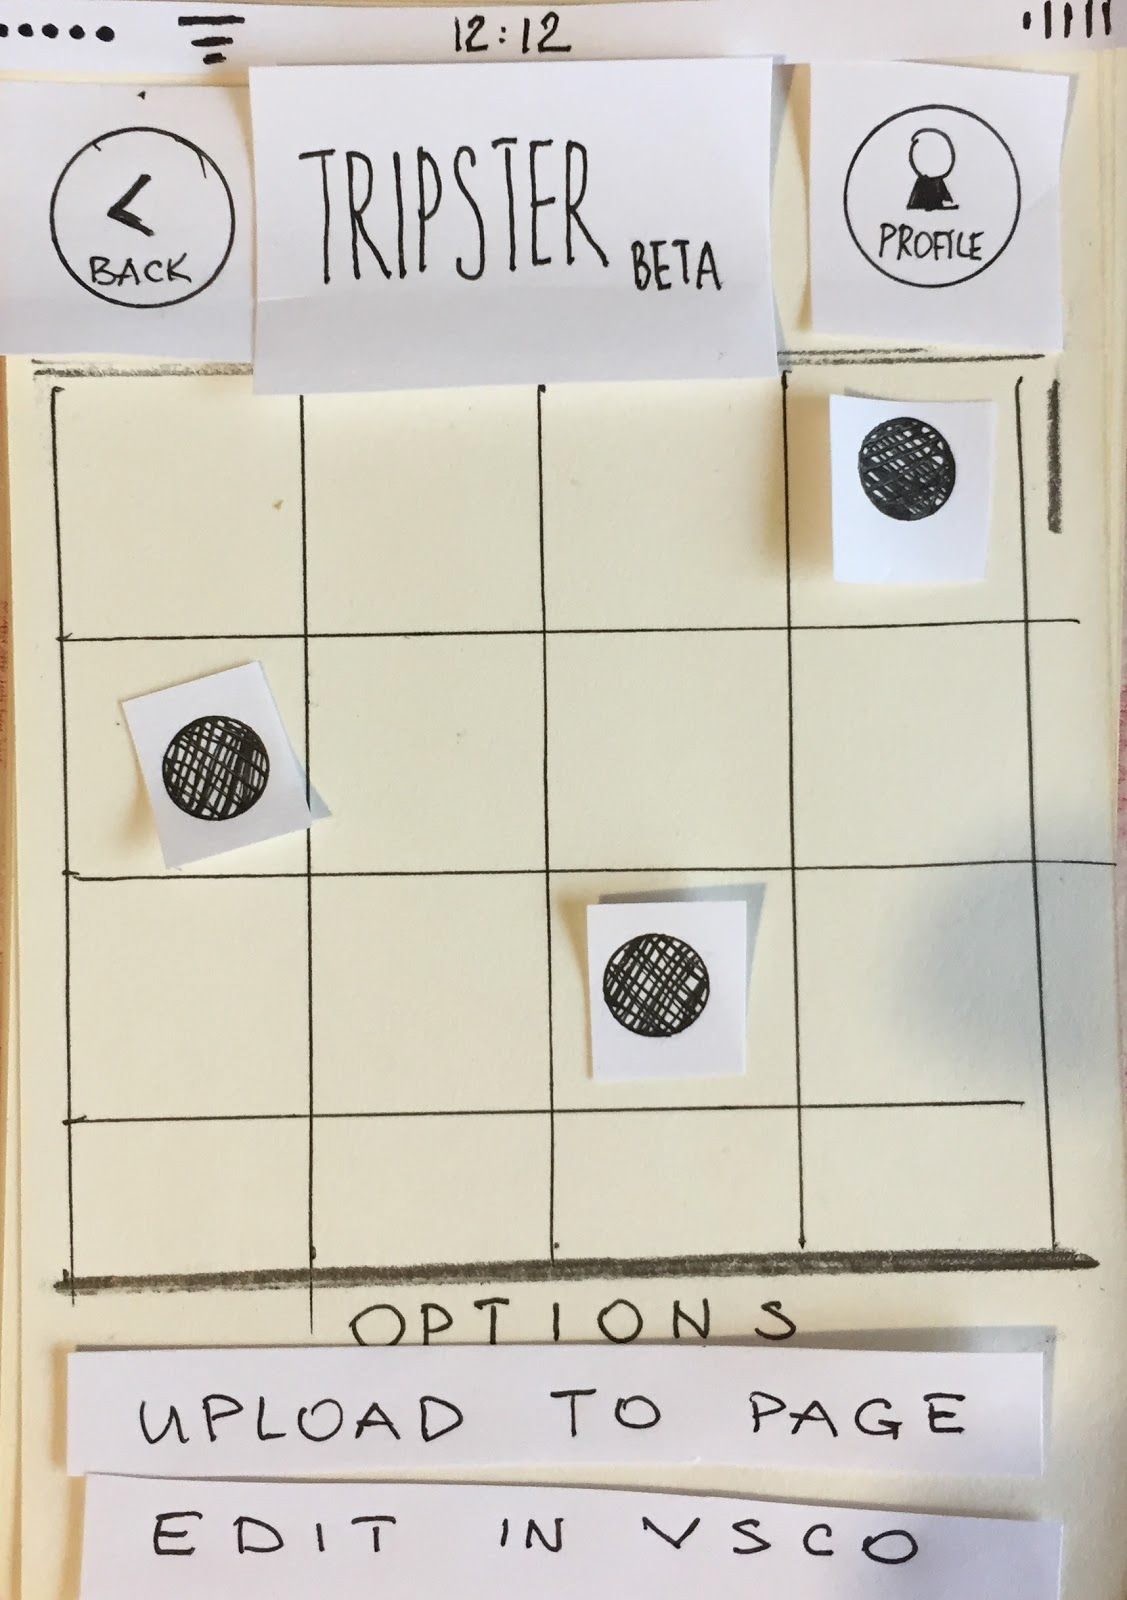 12:12
BACK
TRIPSTER BETA
PROFILE
OPTIONS
UPLOAD TO PAGE
EDIT IN VSCO